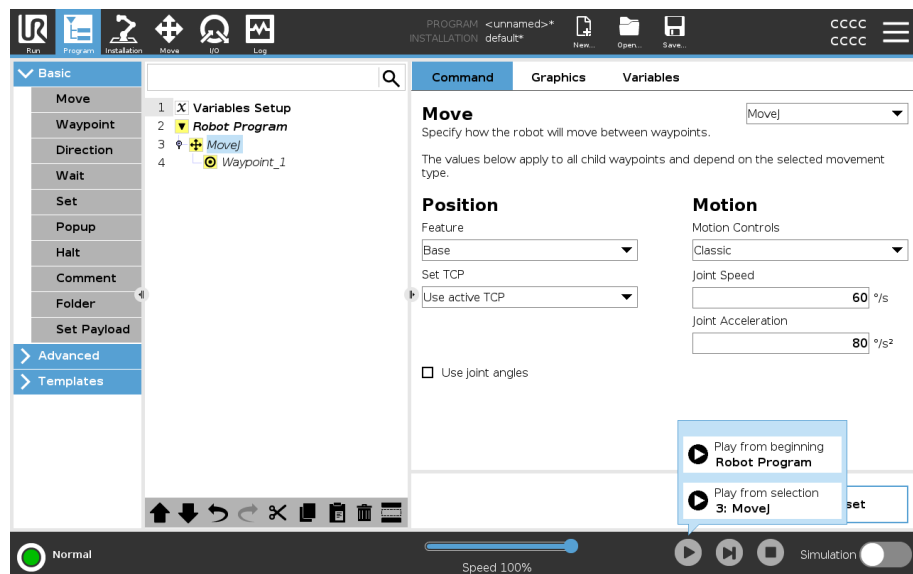 PROGRAM <unnamed>*
INSTALLATION default*
CCCC
CCCC
Run
Program
Installation
Move
I/O
Log
New...
Open...
Save...
Basic
Move
Waypoint
Direction
Wait
Set
Popup
Halt
Comment
Folder
Set Payload
Advanced
Templates
1 X Variables Setup
2 Robot Program
3 MoveJ
4 Waypoint_1
Command Graphics Variables
Move
MoveJ
Specify how the robot will move between waypoints.
The values below apply to all child waypoints and depend on the selected movement
type.
Position
Feature
Base
Set TCP
Use active TCP
Use joint angles
Motion
Motion Controls
Classic
Joint Speed
60 °/s
Joint Acceleration
80 °/s²
Play from beginning
Robot Program
Play from selection
3: MoveJ
set
Normal
Speed 100%
Simulation